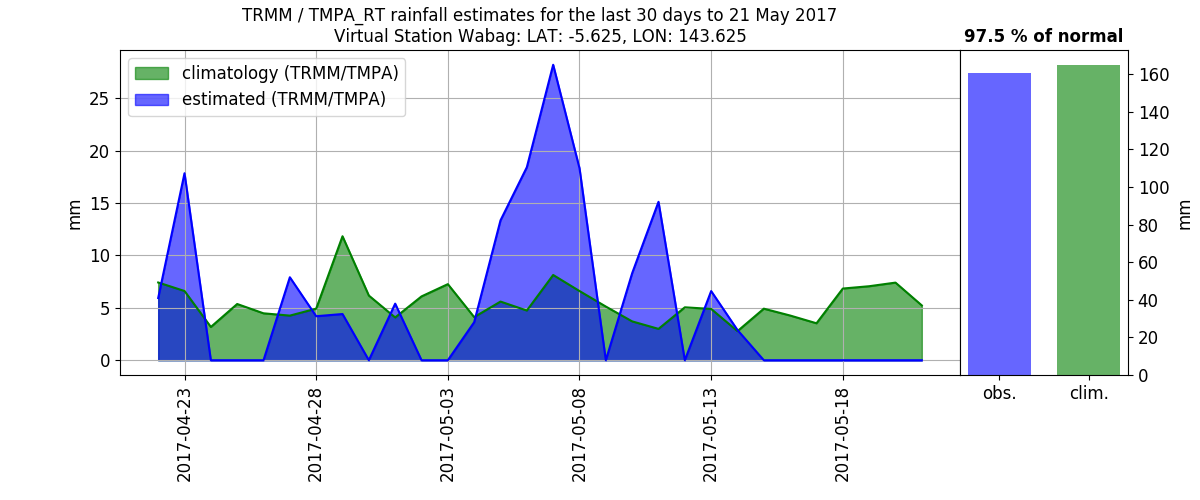 TRMM / TMPA_RT rainfall estimates for the last 30 days to 21 May 2017
Virtual Station Wabag: LAT: -5.625, LON: 143.625
97.5 % of normal
climatology (TRMM/TMPA)
estimated (TRMM/TMPA)
mm
25
20
15
10
5
0
2017-04-23
2017-04-28
2017-05-03
2017-05-08
2017-05-13
2017-05-18
160
140
120
100
80
60
40
20
0
mm
obs.
clim.